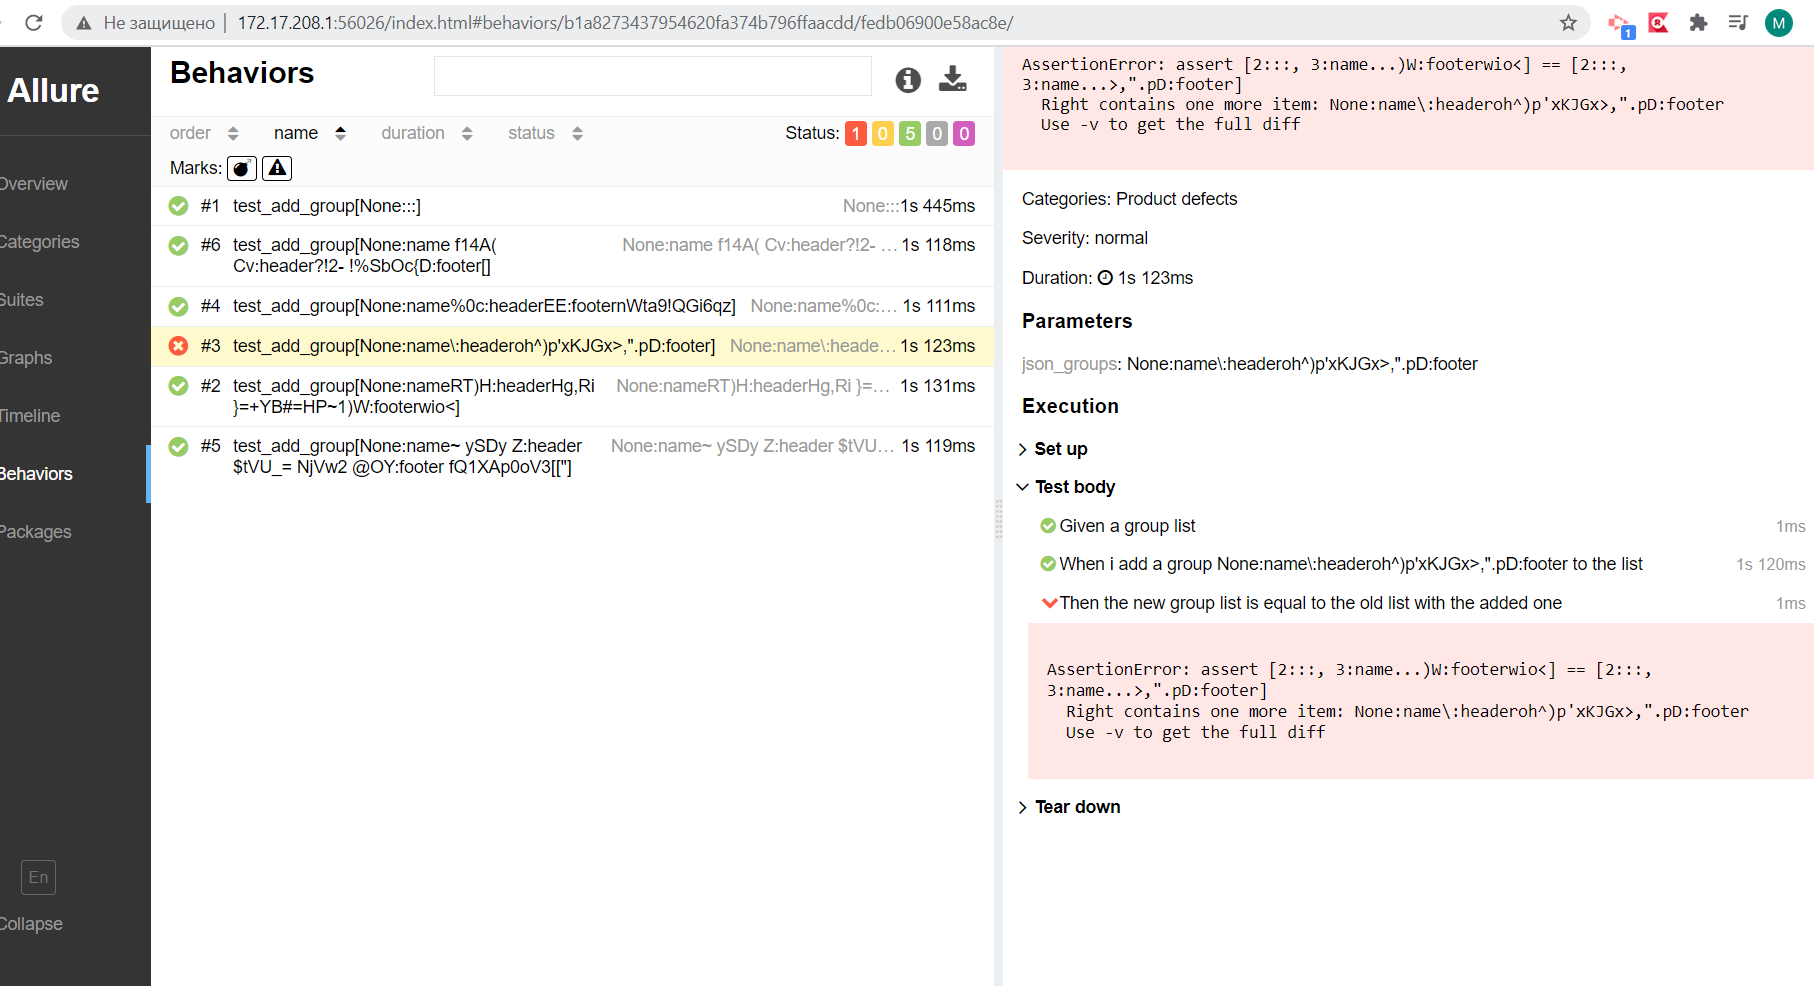 Не защищено | 172.17.208.1:56026/index.html#behaviors/b1a8273437954620fa374b796ffaacdd/fedb06900e58ac8e/
1
M
Allure
Overview
Categories
Suites
Graphs
Timeline
Behaviors
Packages
En
Collapse
Behaviors
order name duration status Status: 1 0 5 0 0
Marks:
#1 test_add_group[None:::] None:::1s 445ms
#6 test_add_group[None:name f14A( None:name f14A( Cv:header?!2- ... 1s 118ms
Cv:header?!2- !%SbOc{D:footer[]
#4 test_add_group[None:name%0c:headerEE:footernWta9!QGi6qz] None:name%0c:... 1s 111ms
#3 test_add_group[None:name\:headeroh^)p'xKJGx>,".pD:footer] None:name\:heade... 1s 123ms
#2 test_add_group[None:nameRT)H:headerHg,Ri None:nameRT)H:headerHg,Ri }=... 1s 131ms
}=+YB#=HP~1)W:footerwio<]
#5 test_add_group[None:name~ ySDy Z:header None:name~ ySDy Z:header $tVU... 1s 119ms
$tVU_= NjVw2 @OY:footer fQ1XAp0oV3[["]
AssertionError: assert [2:::, 3:name...)W:footerwio<] == [2:::,
3:name...>,".pD:footer]
Right contains one more item: None:name\:headeroh^)p'xKJGx>,".pD:footer
Use -v to get the full diff
Categories: Product defects
Severity: normal
Duration: 1s 123ms
Parameters
json_groups: None:name\:headeroh^)p'xKJGx>,".pD:footer
Execution
Set up
Test body
Given a group list 1ms
When i add a group None:name\:headeroh^)p'xKJGx>,".pD:footer to the list 1s 120ms
Then the new group list is equal to the old list with the added one 1ms
AssertionError: assert [2:::, 3:name...)W:footerwio<] == [2:::,
3:name...>,".pD:footer]
Right contains one more item: None:name\:headeroh^)p'xKJGx>,".pD:footer
Use -v to get the full diff
Tear down